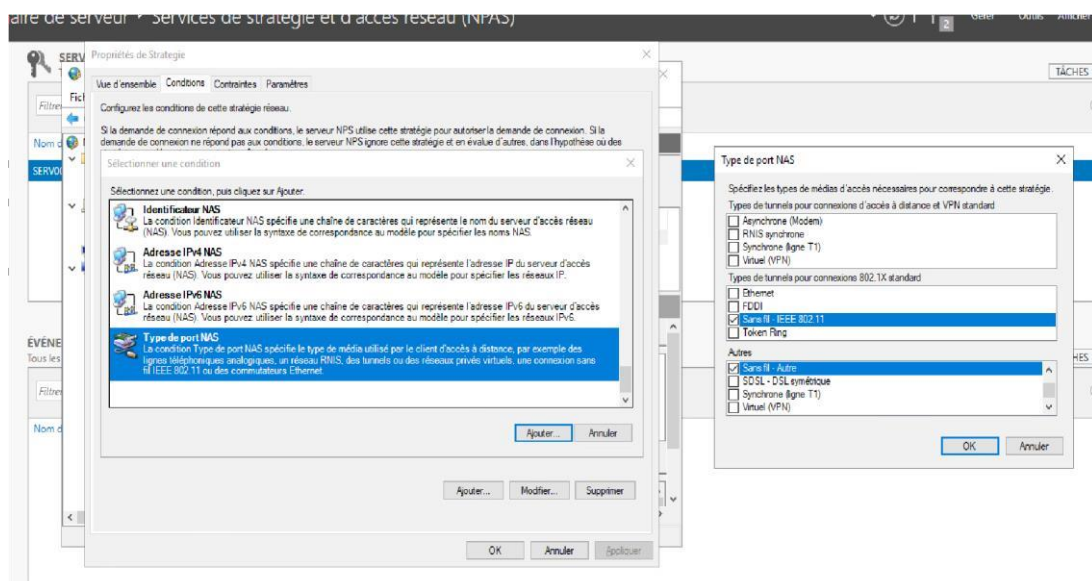 aire de serveur • Services de stratégie et d'accès réseau (NPAS)
2
Gérer Outils Afficher
SERV
TÂCHES
Filtrer
Nom d
SERVO
ÉVÉNE
Tous les
Filtrer
Nom d
Fich
Propriétés de Strategie
Vue d'ensemble Conditions Contraintes Paramètres
Configurez les conditions de cette stratégie réseau.
Si la demande de connexion répond aux conditions, le serveur NPS utilise cette stratégie pour autoriser la demande de connexion. Si la
demande de connexion ne répond pas aux conditions, le serveur NPS ignore cette stratégie et en évalue d'autres, dans l'hypothèse où des
Sélectionner une condition
Sélectionnez une condition, puis cliquez sur Ajouter.
Identificateur NAS
La condition Identificateur NAS spécifie une chaîne de caractères qui représente le nom du serveur d'accès réseau
(NAS). Vous pouvez utiliser la syntaxe de correspondance au modèle pour spécifier les noms NAS.
Adresse IPv4 NAS
La condition Adresse IPv4 NAS spécifie une chaîne de caractères qui représente l'adresse IP du serveur d'accès
réseau (NAS). Vous pouvez utiliser la syntaxe de correspondance au modèle pour spécifier les réseaux IP.
Adresse IPv6 NAS
La condition Adresse IPv6 NAS spécifie une chaîne de caractères qui représente l'adresse IPv6 du serveur d'accès
réseau (NAS). Vous pouvez utiliser la syntaxe de correspondance au modèle pour spécifier les réseaux IPv6.
Type de port NAS
La condition Type de port NAS spécifie le type de média utilisé par le client d'accès à distance, par exemple des
lignes téléphoniques analogiques, un réseau RNIS, des tunnels ou des réseaux privés virtuels, une connexion sans
fil IEEE 802.11 ou des commutateurs Ethernet.
Ajouter... Annuler
Ajouter... Modifier... Supprimer
OK Annuler Appliquer
Type de port NAS
Spécifiez les types de médias d'accès nécessaires pour correspondre à cette stratégie.
Types de tunnels pour connexions d'accès à distance et VPN standard
Asynchrone (Modem)
RNIS synchrone
Synchrone (ligne T1)
Virtuel (VPN)
Types de tunnels pour connexions 802.1X standard
Ethernet
FDDI
Sans fil - IEEE 802.11
Token Ring
Autres
Sans fil - Autre
SDSL - DSL symétrique
Synchrone (ligne T1)
Virtuel (VPN)
OK Annuler
HES